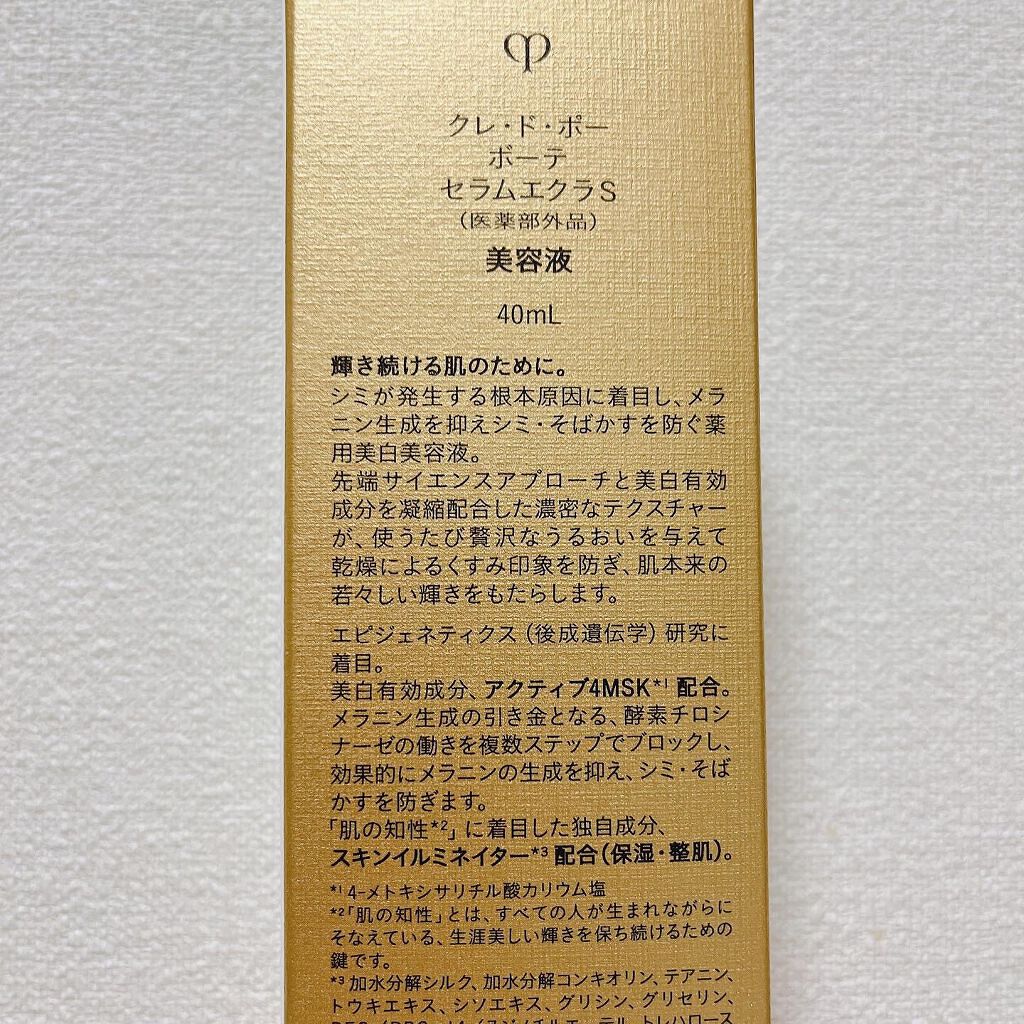 クレ・ド・ポー
ボーテ
セラムエクラS
(医薬部外品)
美容液
40mL
輝き続ける肌のために。
シミが発生する根本原因に着目し、メラ
ニン生成を抑えシミ・そばかすを防ぐ薬
用美白美容液。
先端サイエンスアプローチと美白有効
成分を凝縮配合した濃密なテクスチャー
が、使うたび贅沢なうるおいを与えて
乾燥によるくすみ印象を防ぎ、肌本来の
若々しい輝きをもたらします。
エピジェネティクス(後成遺伝学)研究に
着目。
美白有効成分、アクティブ4MSK*1 配合。
メラニン生成の引き金となる、酵素チロシ
ナーゼの働きを複数ステップでブロックし、
効果的にメラニンの生成を抑え、シミ・そば
かすを防ぎます。
「肌の知性*2」に着目した独自成分、
スキンイルミネイター*3 配合(保湿・整肌)。
*1 4-メトキシサリチル酸カリウム塩
*2「肌の知性」とは、すべての人が生まれながらに
そなえている、生涯美しい輝きを保ち続けるための
鍵です。
*3 加水分解シルク、加水分解コンキオリン、テアニン、
トウキエキス、シソエキス、グリシン、グリセリン、
トレハロース